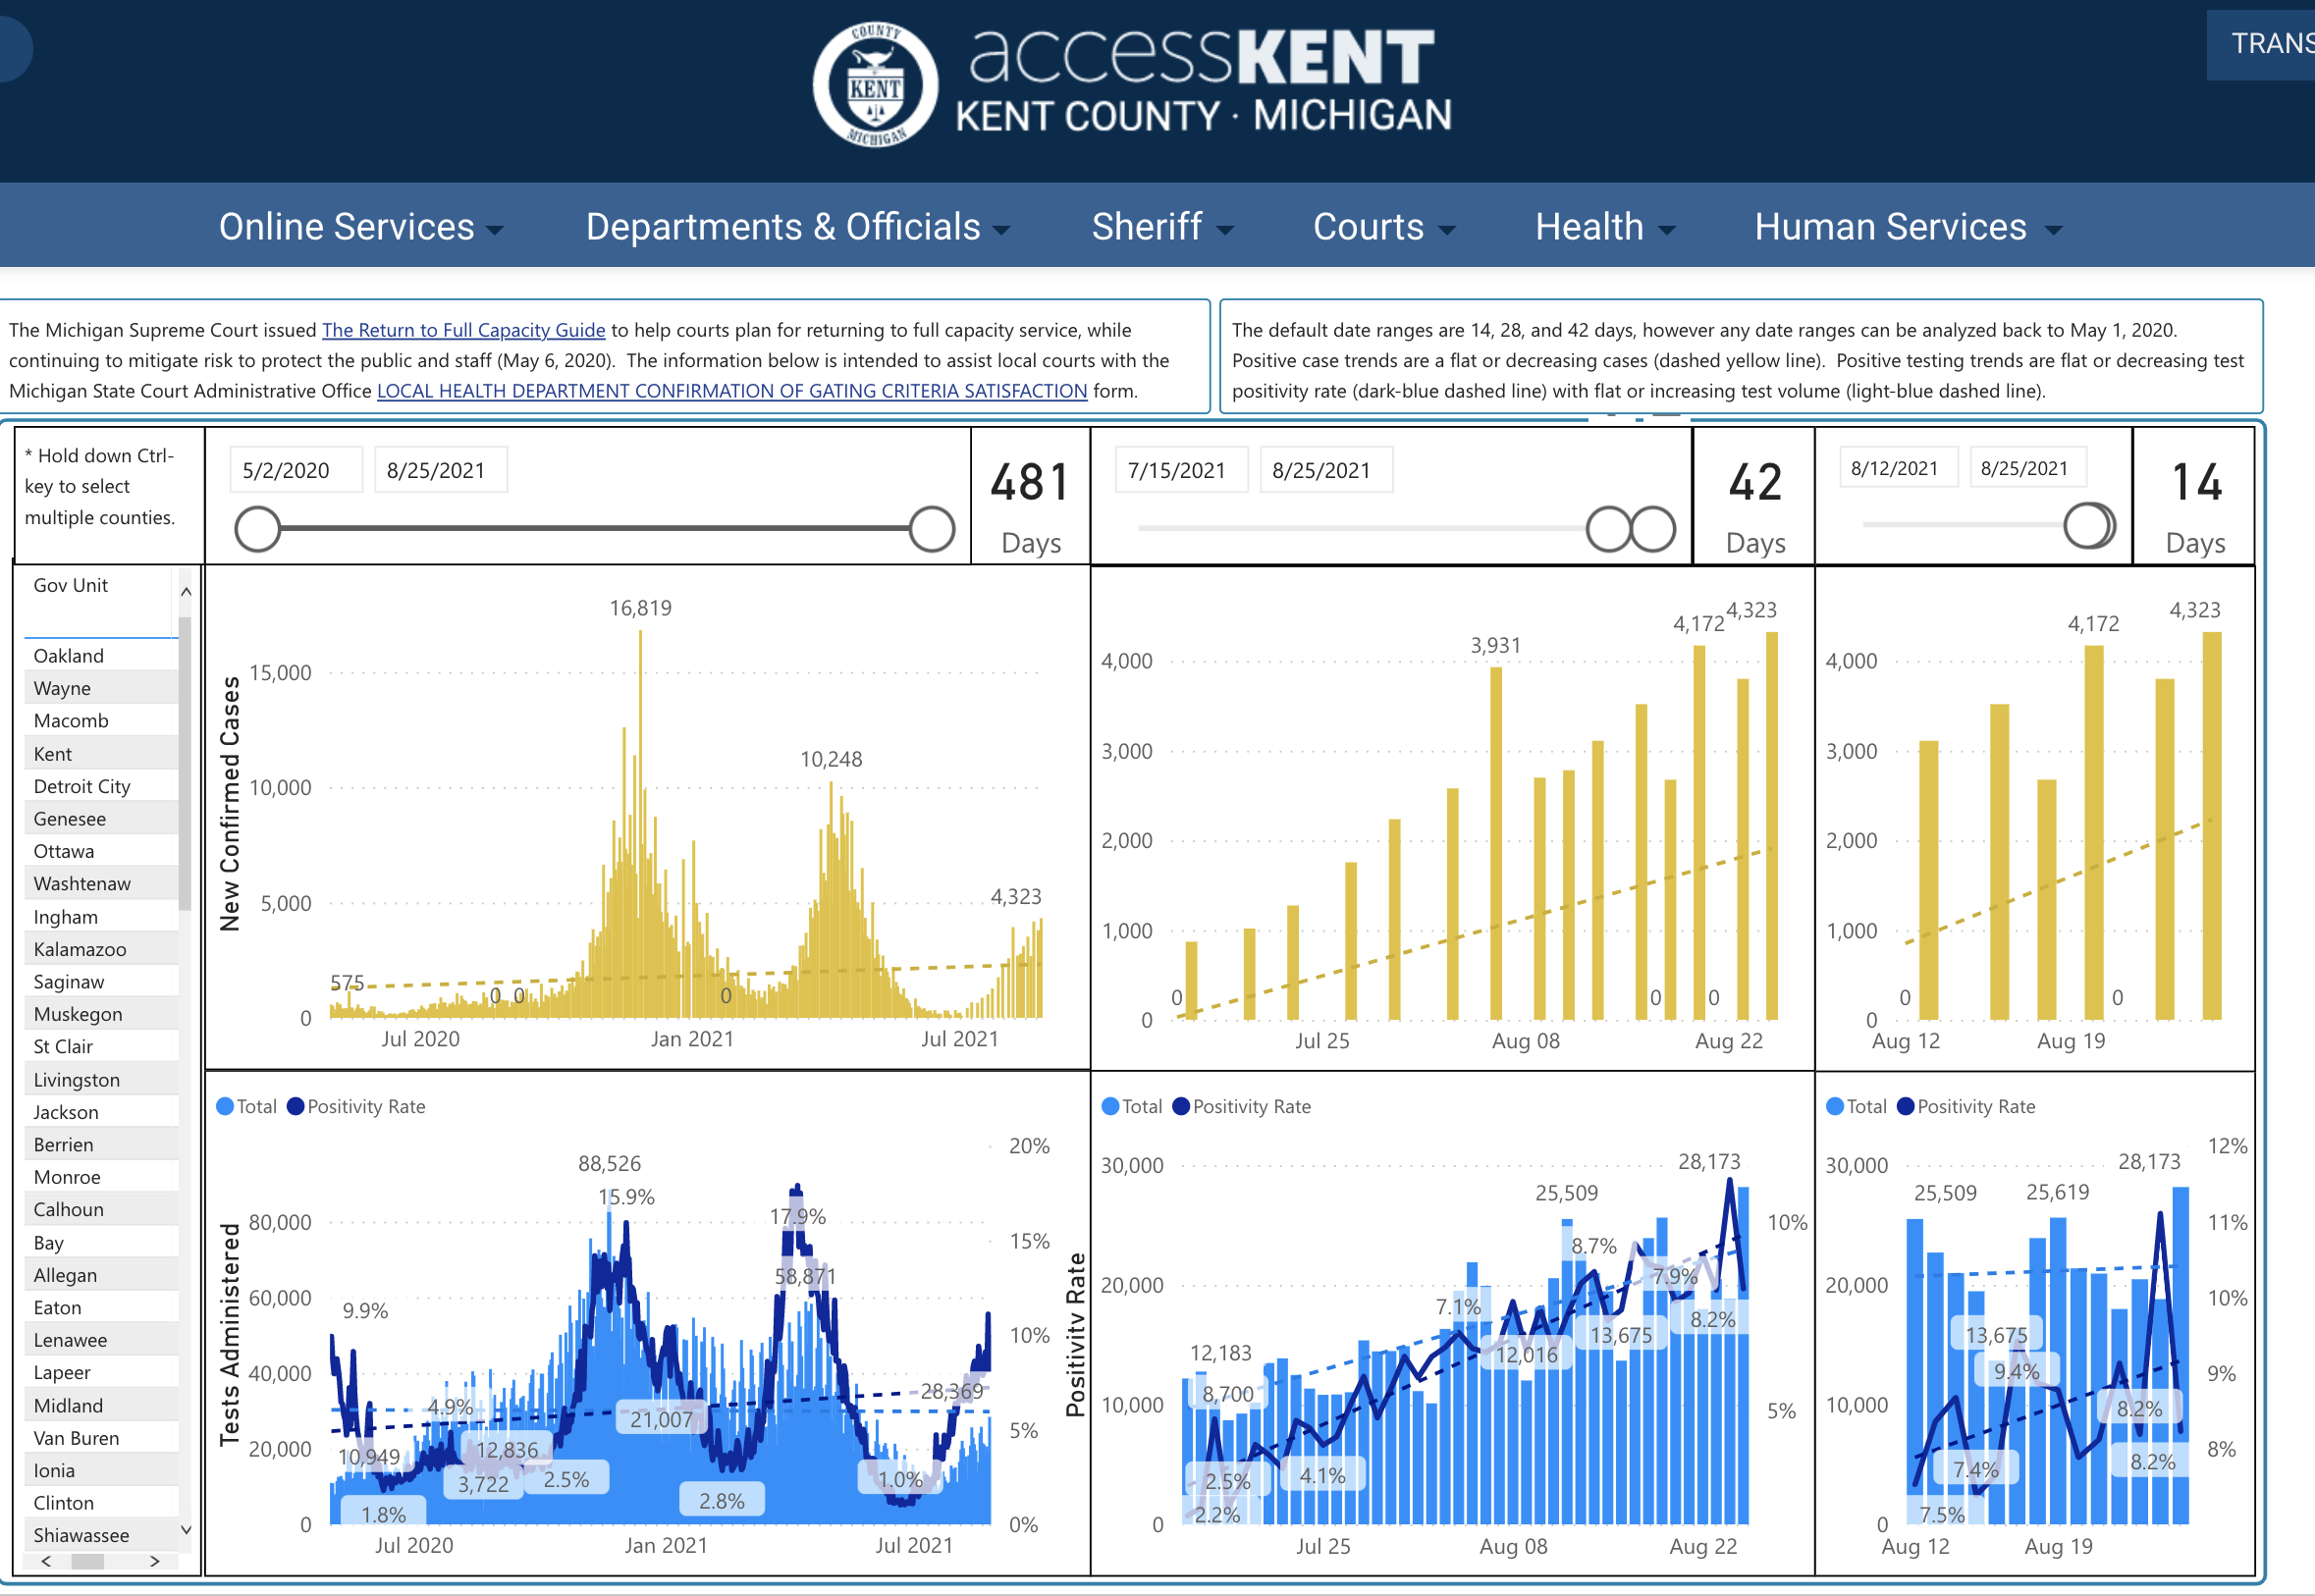 COUNTY
KENT
MICHIGAN
accessKENT
KENT COUNTY · MICHIGAN
Online Services
Departments & Officials
Sheriff
Courts
Health
Human Services
The Michigan Supreme Court issued The Return to Full Capacity Guide to help courts plan for returning to full capacity service, while
continuing to mitigate risk to protect the public and staff (May 6, 2020). The information below is intended to assist local courts with the
Michigan State Court Administrative Office LOCAL HEALTH DEPARTMENT CONFIRMATION OF GATING CRITERIA SATISFACTION form.
The default date ranges are 14, 28, and 42 days, however any date ranges can be analyzed back to May 1, 2020.
Positive case trends are a flat or decreasing cases (dashed yellow line). Positive testing trends are flat or decreasing test
positivity rate (dark-blue dashed line) with flat or increasing test volume (light-blue dashed line).
* Hold down Ctrl-
key to select
multiple counties.
5/2/2020
8/25/2021
481
Days
7/15/2021
8/25/2021
42
Days
8/12/2021
8/25/2021
14
Days
Gov Unit
Oakland
Wayne
Macomb
Kent
Detroit City
Genesee
Ottawa
Washtenaw
Ingham
Kalamazoo
Saginaw
Muskegon
St Clair
Livingston
Jackson
Berrien
Monroe
Calhoun
Bay
Allegan
Eaton
Lenawee
Lapeer
Midland
Van Buren
Ionia
Clinton
Shiawassee
New Confirmed Cases
15,000
10,000
5,000
0
16,819
10,248
4,323
575
0
0
0
Jul 2020
Jan 2021
Jul 2021
4,000
3,000
2,000
1,000
0
3,931
4,172
4,323
0
0
0
Jul 25
Aug 08
Aug 22
4,000
3,000
2,000
1,000
0
4,172
4,323
0
0
Aug 12
Aug 19
Total
Positivity Rate
Tests Administered
80,000
60,000
40,000
20,000
0
88,526
15.9%
17.9%
58,871
9.9%
4.9%
28,369
21,007
10,949
12,836
3,722
2.5%
1.0%
1.8%
2.8%
20%
15%
10%
5%
0%
Jul 2020
Jan 2021
Jul 2021
Positivity Rate
Total
Positivity Rate
30,000
20,000
10,000
0
28,173
25,509
8.7%
7.9%
7.1%
8.2%
13,675
12,183
12,016
8,700
2.5%
4.1%
2.2%
10%
5%
Jul 25
Aug 08
Aug 22
Total
Positivity Rate
30,000
20,000
10,000
0
28,173
25,509
25,619
13,675
9.4%
8.2%
7.4%
8.2%
7.5%
12%
11%
10%
9%
8%
Aug 12
Aug 19